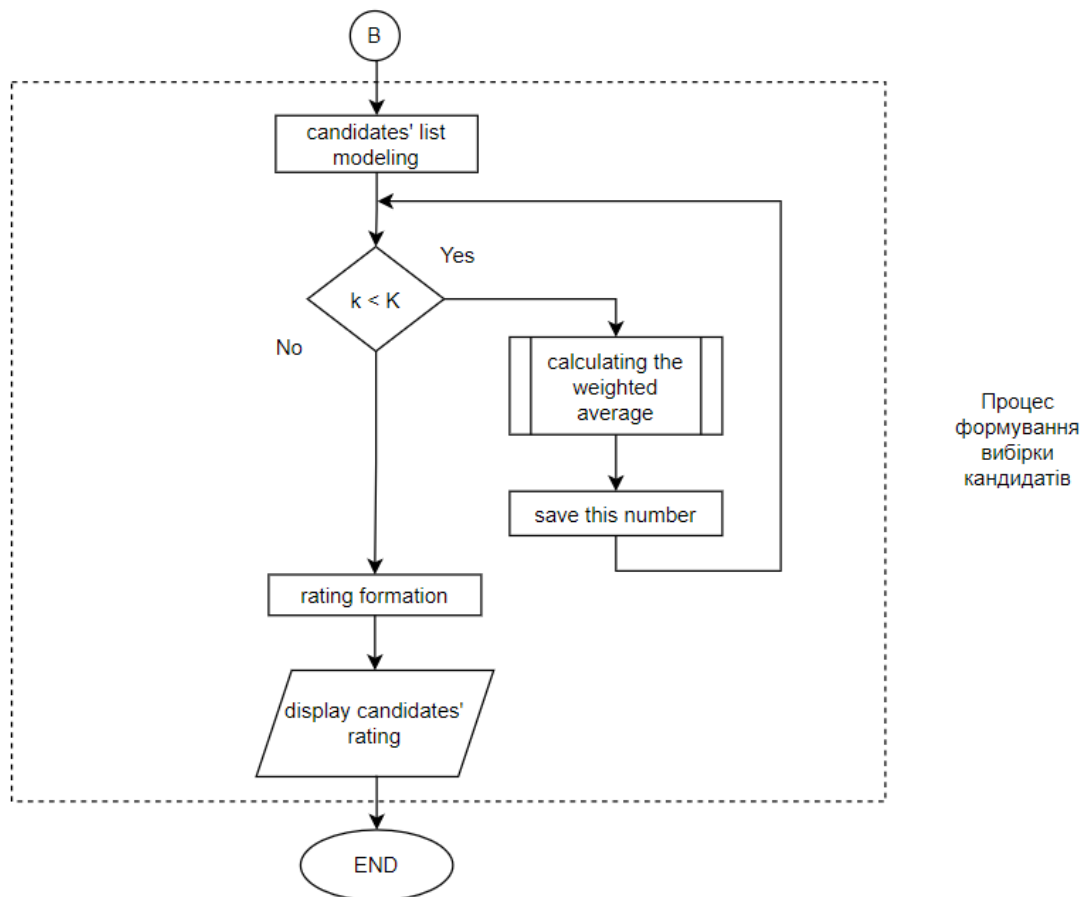 B
candidates' list
modeling
Yes
k < K
No
calculating the
weighted
average
save this number
rating formation
display candidates'
rating
END
Процес
формування
вибірки
кандидатів